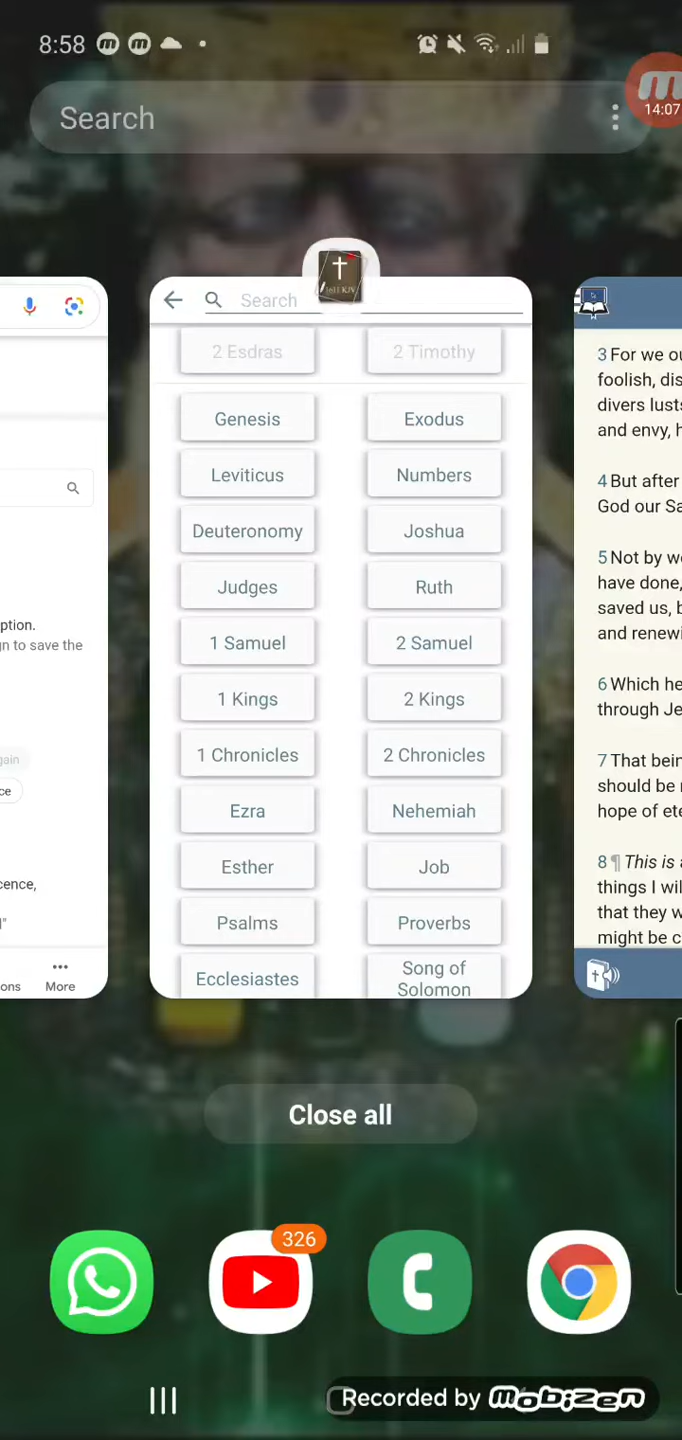 8:58
14:07
Search
Search
2 Esdras 2 Timothy
Genesis Exodus
Leviticus Numbers
Deuteronomy Joshua
Judges Ruth
1 Samuel 2 Samuel
1 Kings 2 Kings
1 Chronicles 2 Chronicles
Ezra Nehemiah
Esther Job
Psalms Proverbs
Ecclesiastes Song of
Solomon
ption.
n to save the
gain
ce
cence,
ons More
3 For we ou
foolish, dis
divers lusts
and envy, h
4 But after
God our Sa
5 Not by wo
have done,
saved us, b
and renewi
6 Which he
through Je
7 That bein
should be
hope of ete
8 ¶ This is a
things I wil
that they w
might be c
Close all
326
Recorded by mobizen